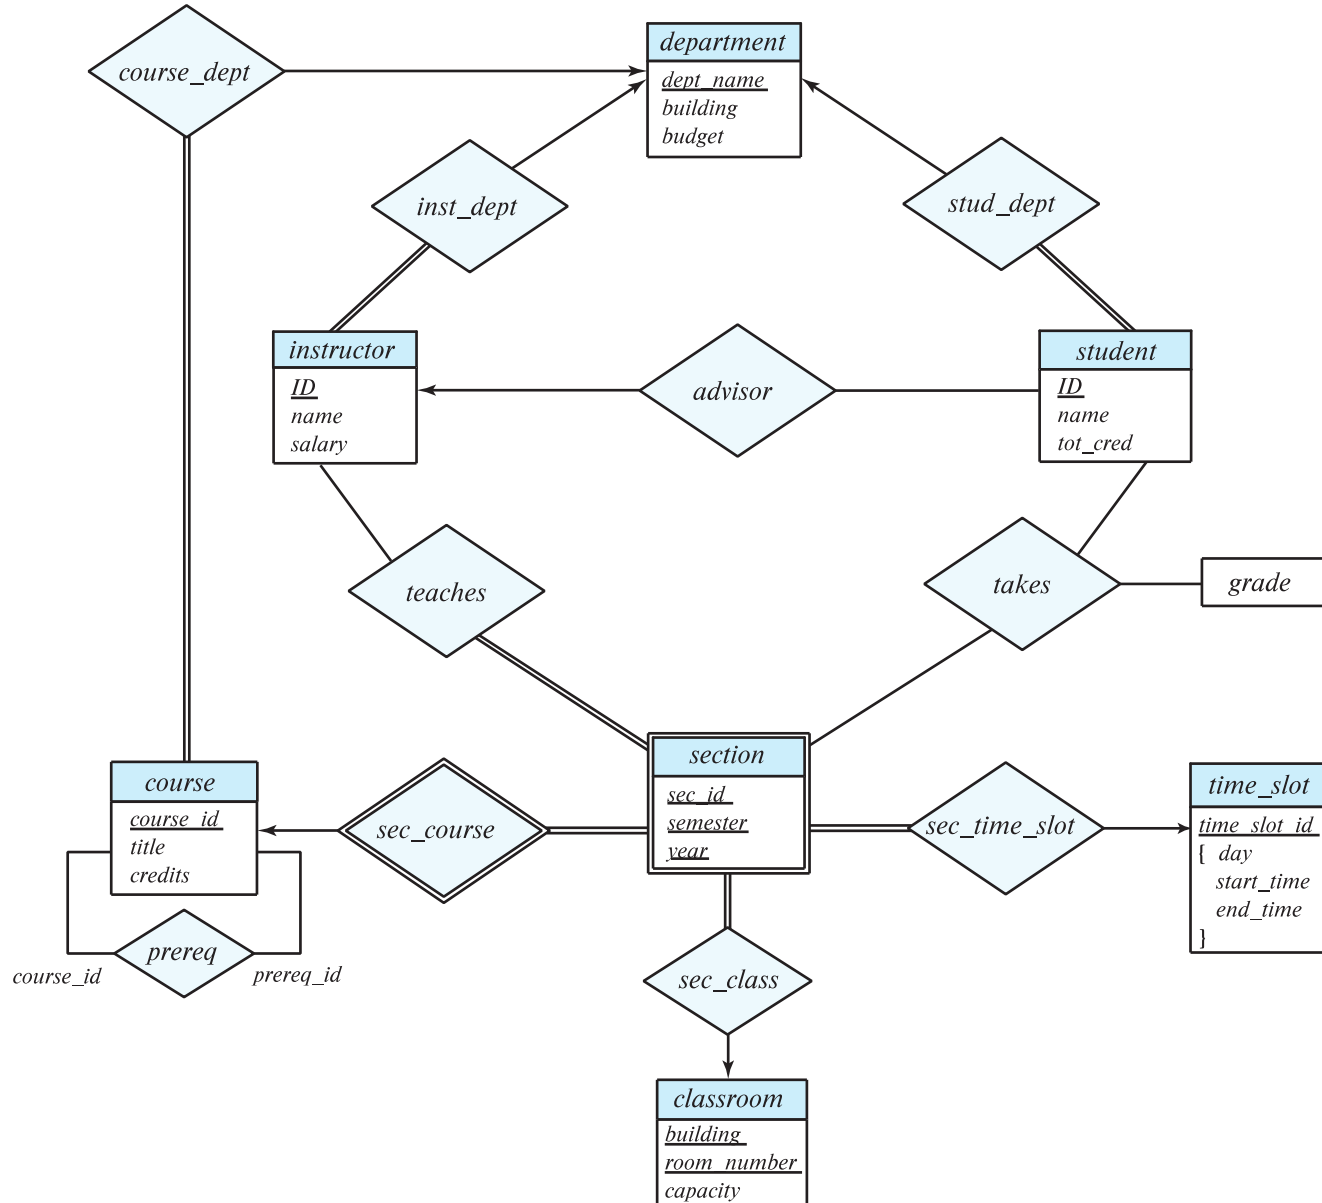 department
course_dept
dept_name
building
budget
inst_dept
stud_dept
instructor
ID
name
salary
advisor
student
ID
name
tot_cred
teaches
takes
grade
section
sec_id
semester
year
course
course_id
title
credits
sec_course
sec_time_slot
time_slot
time_slot_id
{ day
start_time
end_time
}
prereq
course_id
prereq_id
sec_class
classroom
building
room_number
capacity